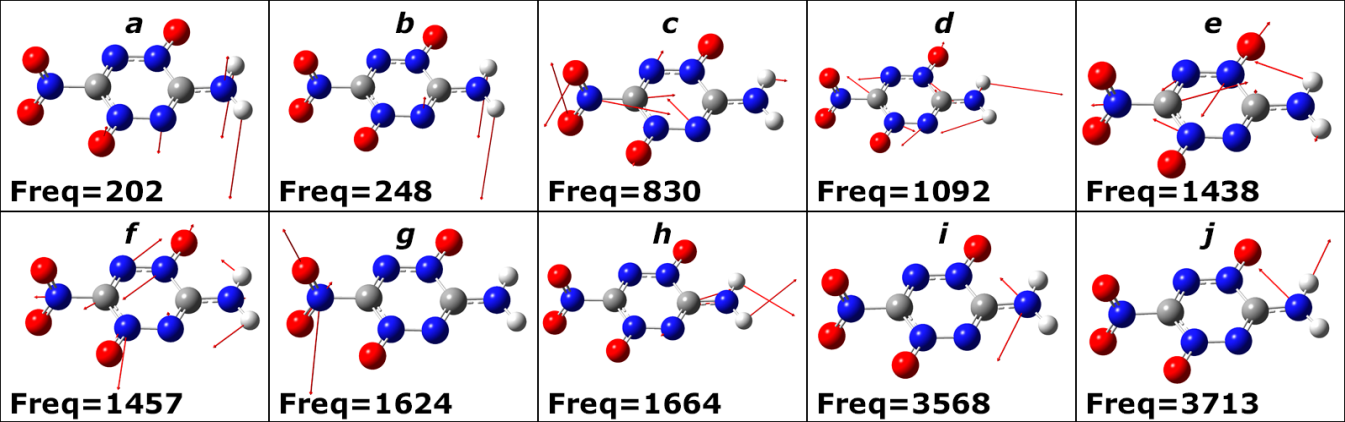 a b c d e
Freq=202 Freq=248 Freq=830 Freq=1092 Freq=1438
f g h i j
Freq=1457 Freq=1624 Freq=1664 Freq=3568 Freq=3713